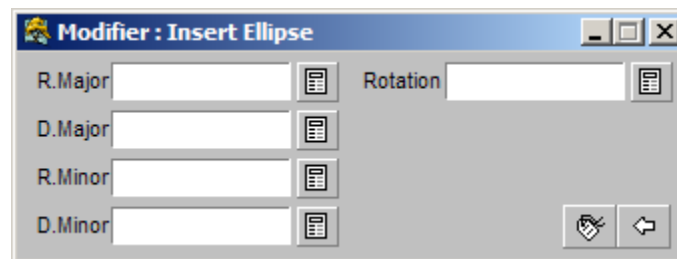 Modifier : Insert Ellipse
R.Major Rotation
D.Major
R.Minor
D.Minor